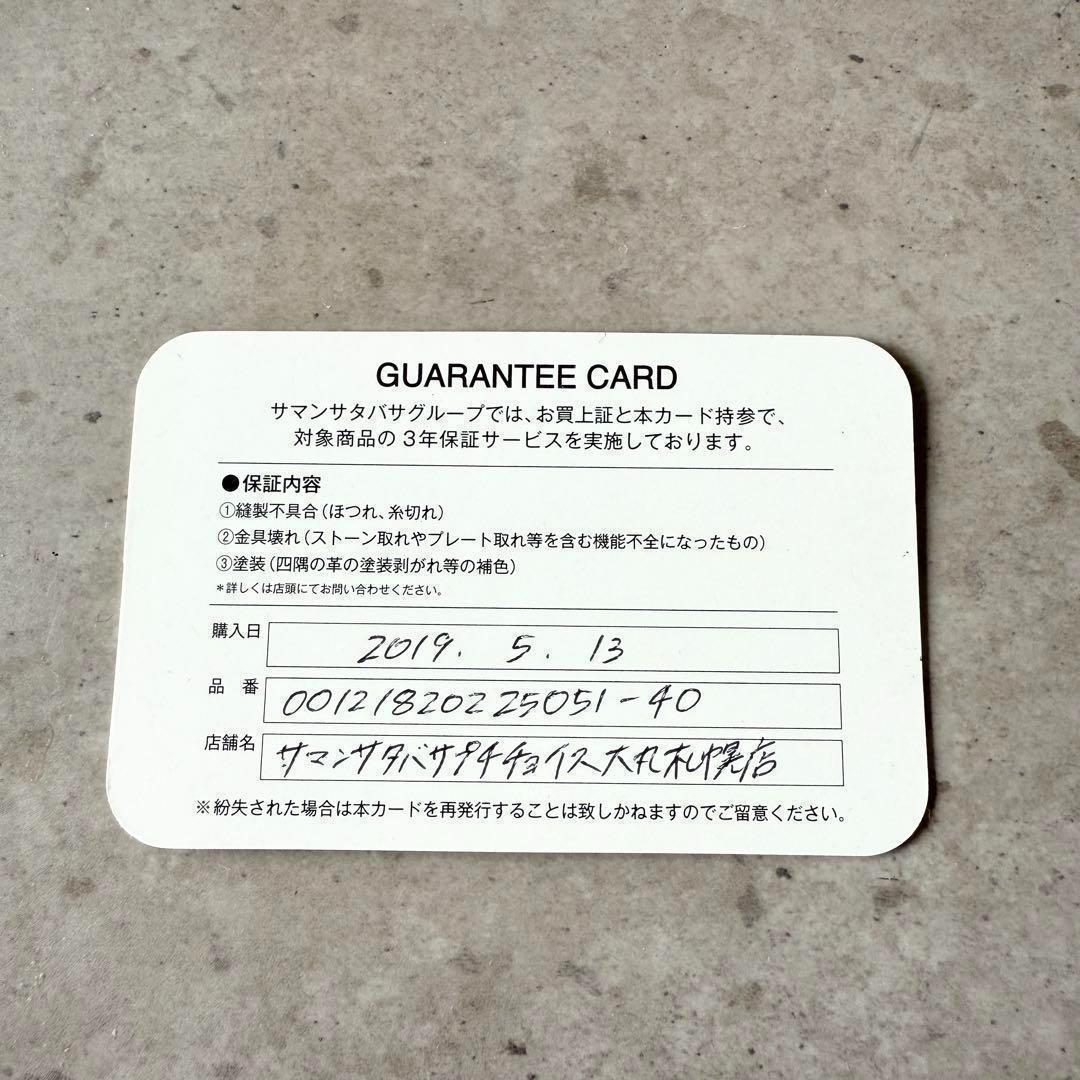 GUARANTEE CARD
サマンサタバサグループでは、お買上証と本カード持参で、
対象商品の3年保証サービスを実施しております。
●保証内容
①縫製不具合(ほつれ、糸切れ)
②金具壊れ(ストーン取れやプレート取れ等を含む機能不全になったもの)
③塗装(四隅の革の塗装剥がれ等の補色)
*詳しくは店頭にてお問い合わせください。
購入日 2019. 5. 13
品 番 00121820225051-40
店舗名 サマンサタバサプチチョイス大丸札幌店
※紛失された場合は本カードを再発行することは致しかねますのでご留意ください。